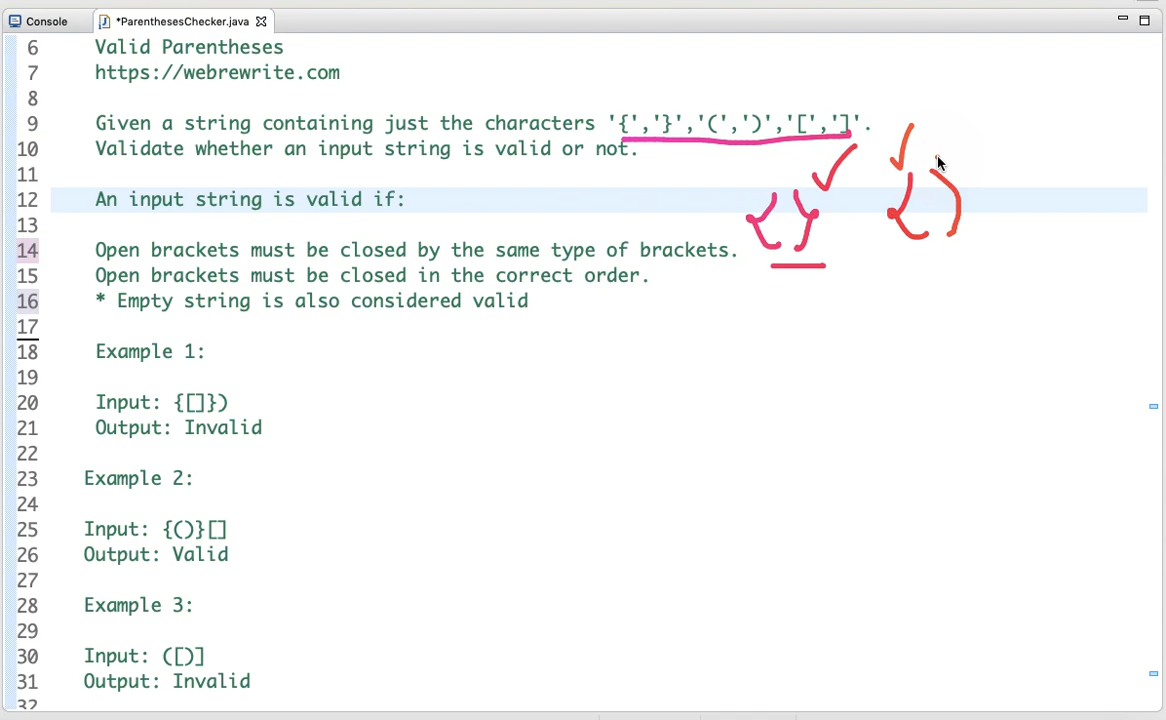 Console
*ParenthesesChecker.java
6 Valid Parentheses
7 https://webrewrite.com
8
9 Given a string containing just the characters '{','}','(',')','[',']'.
10 Validate whether an input string is valid or not.
11
12 An input string is valid if:
13
{ } { )
14 Open brackets must be closed by the same type of brackets.
15 Open brackets must be closed in the correct order.
16 * Empty string is also considered valid
17
18 Example 1:
19
20 Input: {[]})
21 Output: Invalid
22
23 Example 2:
24
25 Input: {()}[]
26 Output: Valid
27
28 Example 3:
29
30 Input: ([)]
31 Output: Invalid
32